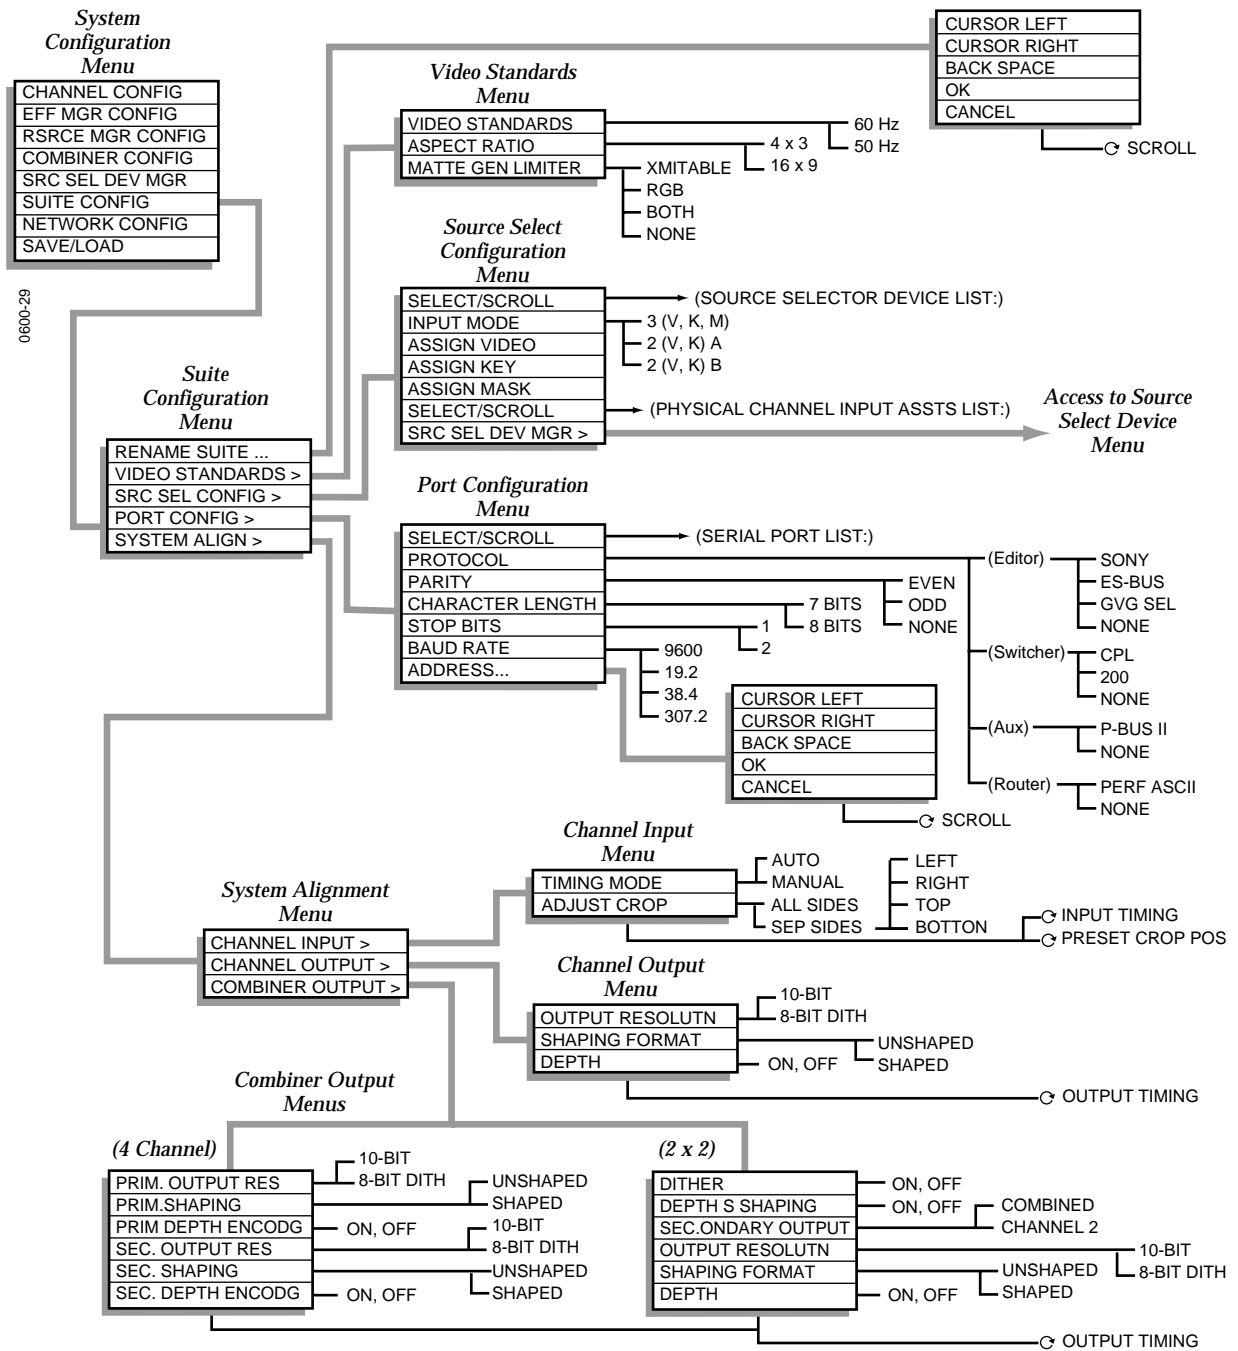 System
Configuration
Menu
CHANNEL CONFIG
EFF MGR CONFIG
RSRCE MGR CONFIG
COMBINER CONFIG
SRC SEL DEV MGR
SUITE CONFIG
NETWORK CONFIG
SAVE/LOAD
0600-29
CURSOR LEFT
CURSOR RIGHT
BACK SPACE
OK
CANCEL
SCROLL
Video Standards
Menu
VIDEO STANDARDS
ASPECT RATIO
MATTE GEN LIMITER
60 Hz
50 Hz
4 x 3
16 x 9
XMITABLE
RGB
BOTH
NONE
Source Select
Configuration
Menu
SELECT/SCROLL
INPUT MODE
ASSIGN VIDEO
ASSIGN KEY
ASSIGN MASK
SELECT/SCROLL
SRC SEL DEV MGR >
(SOURCE SELECTOR DEVICE LIST:)
3 (V, K, M)
2 (V, K) A
2 (V, K) B
(PHYSICAL CHANNEL INPUT ASSTS LIST:)
Access to Source
Select Device
Menu
Suite
Configuration
Menu
RENAME SUITE ...
VIDEO STANDARDS >
SRC SEL CONFIG >
PORT CONFIG >
SYSTEM ALIGN >
Port Configuration
Menu
SELECT/SCROLL
PROTOCOL
PARITY
CHARACTER LENGTH
STOP BITS
BAUD RATE
ADDRESS...
(SERIAL PORT LIST:)
(Editor)
SONY
ES-BUS
GVG SEL
NONE
(Switcher)
CPL
200
NONE
(Aux)
P-BUS II
NONE
(Router)
PERF ASCII
NONE
EVEN
ODD
NONE
7 BITS
8 BITS
1
2
9600
19.2
38.4
307.2
CURSOR LEFT
CURSOR RIGHT
BACK SPACE
OK
CANCEL
SCROLL
System Alignment
Menu
CHANNEL INPUT >
CHANNEL OUTPUT >
COMBINER OUTPUT >
Channel Input
Menu
TIMING MODE
ADJUST CROP
AUTO
MANUAL
ALL SIDES
SEP SIDES
LEFT
RIGHT
TOP
BOTTON
INPUT TIMING
PRESET CROP POS
Channel Output
Menu
OUTPUT RESOLUTN
SHAPING FORMAT
DEPTH
10-BIT
8-BIT DITH
UNSHAPED
SHAPED
ON, OFF
OUTPUT TIMING
Combiner Output
Menus
(4 Channel)
PRIM. OUTPUT RES
PRIM.SHAPING
PRIM DEPTH ENCODG
SEC. OUTPUT RES
SEC. SHAPING
SEC. DEPTH ENCODG
10-BIT
8-BIT DITH
UNSHAPED
SHAPED
ON, OFF
10-BIT
8-BIT DITH
UNSHAPED
SHAPED
ON, OFF
(2 x 2)
DITHER
DEPTH S SHAPING
SEC.ONDARY OUTPUT
OUTPUT RESOLUTN
SHAPING FORMAT
DEPTH
ON, OFF
ON, OFF
COMBINED
CHANNEL 2
10-BIT
8-BIT DITH
UNSHAPED
SHAPED
ON, OFF
OUTPUT TIMING